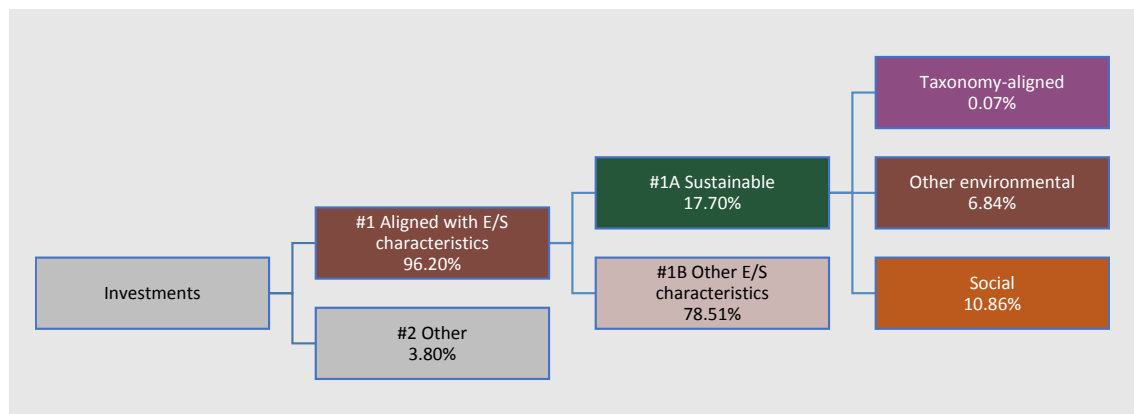 Investments
#1 Aligned with E/S
characteristics
96.20%
#2 Other
3.80%
#1A Sustainable
17.70%
#1B Other E/S
characteristics
78.51%
Taxonomy-aligned
0.07%
Other environmental
6.84%
Social
10.86%